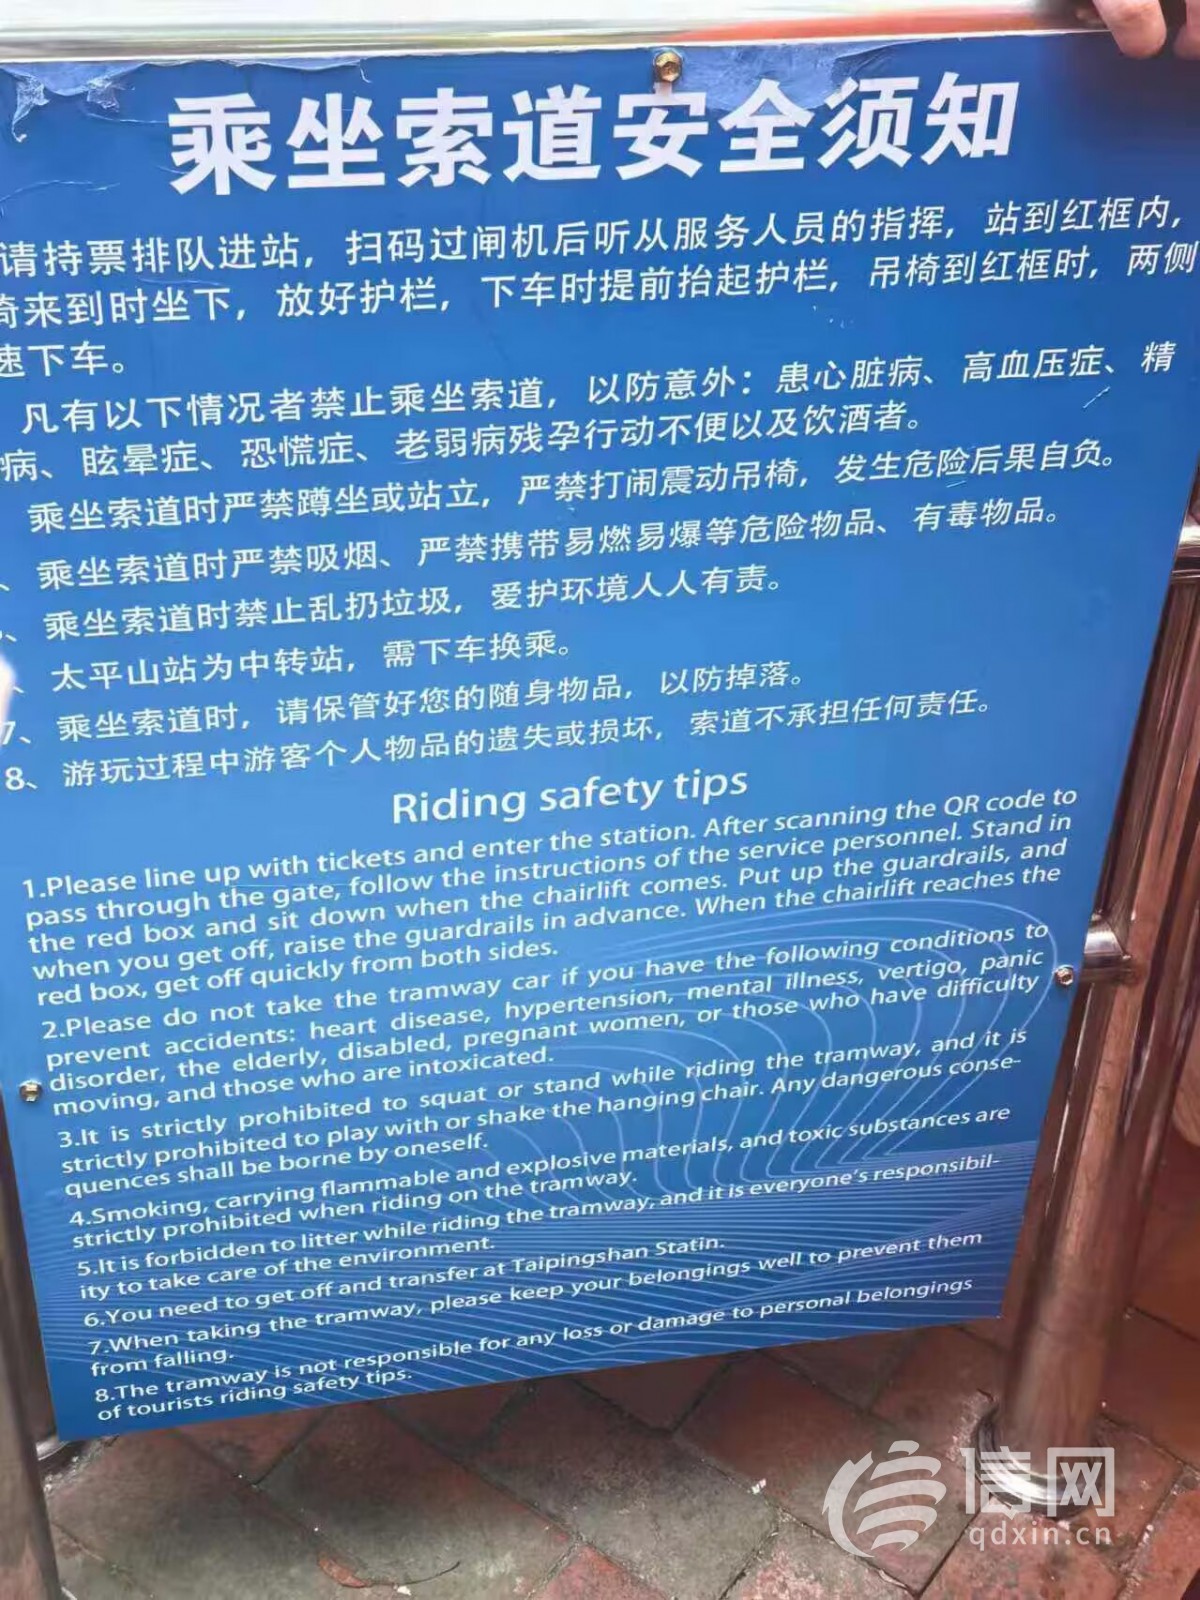 乘坐索道安全须知
请持票排队进站，扫码过闸机后听从服务人员的指挥，站到红框内，
椅来到时坐下，放好护栏，下车时提前抬起护栏，吊椅到红框时，两侧
速下车。
凡有以下情况者禁止乘坐索道，以防意外：患心脏病、高血压症、精
病、眩晕症、恐慌症、老弱病残孕行动不便以及饮酒者。
乘坐索道时严禁蹲坐或站立，严禁打闹震动吊椅，发生危险后果自负。
、乘坐索道时严禁吸烟、严禁携带易燃易爆等危险物品、有毒物品。
、乘坐索道时禁止乱扔垃圾，爱护环境人人有责。
、太平山站为中转站，需下车换乘。
7、乘坐索道时，请保管好您的随身物品，以防掉落。
8、游玩过程中游客个人物品的遗失或损坏，索道不承担任何责任。
Riding safety tips
1.Please line up with tickets and enter the station. After scanning the QR code to
pass through the gate, follow the instructions of the service personnel. Stand in
the red box and sit down when the chairlift comes. Put up the guardrails, and
when you get off, raise the guardrails in advance. When the chairlift reaches the
red box, get off quickly from both sides.
2.Please do not take the tramway car if you have the following conditions to
prevent accidents: heart disease, hypertension, mental illness, vertigo, panic
disorder, the elderly, disabled, pregnant women, or those who have difficulty
moving, and those who are intoxicated.
3.It is strictly prohibited to squat or stand while riding the tramway, and it is
strictly prohibited to play with or shake the hanging chair. Any dangerous conse-
quences shall be borne by oneself.
4.Smoking, carrying flammable and explosive materials, and toxic substances are
strictly prohibited when riding on the tramway.
5.It is forbidden to litter while riding the tramway, and it is everyone's responsibil-
ity to take care of the environment.
6.You need to get off and transfer at Taipingshan Statin.
7.When taking the tramway, please keep your belongings well to prevent them
from falling.
8.The tramway is not responsible for any loss or damage to personal belongings
of tourists riding safety tips.
信网
qdxin.cn